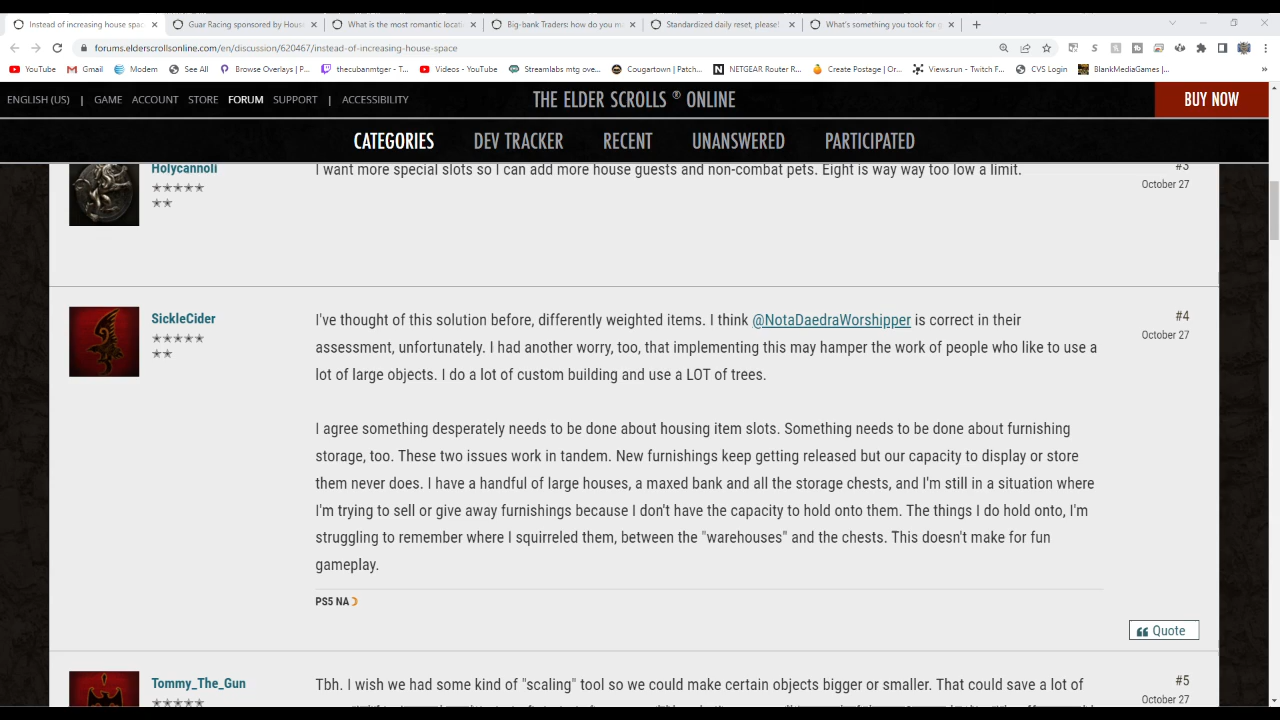 Instead of increasing house spac
Guar Racing sponsored by Hous
What is the most romantic locati
Big-bank Traders: how do you m
Standardized daily reset, please!
What's something you took for g
forums.elderscrollsonline.com/en/discussion/620467/instead-of-increasing-house-space
YouTube
Gmail
Modem
See All
Browse Overlays | P...
thecubanmtger - T...
Videos - YouTube
Streamlabs mtg ove...
Cougartown | Patch...
NETGEAR Router R...
Create Postage | Or...
Views.run - Twitch F...
CVS Login
BlankMediaGames |...
»
ENGLISH (US) | GAME ACCOUNT STORE FORUM SUPPORT | ACCESSIBILITY
THE ELDER SCROLLS ® ONLINE
BUY NOW
CATEGORIES DEV TRACKER RECENT UNANSWERED PARTICIPATED
Holycannoli
I want more special slots so I can add more house guests and non-combat pets. Eight is way way too low a limit.
#3
October 27
SickleCider
I've thought of this solution before, differently weighted items. I think @NotaDaedraWorshipper is correct in their
assessment, unfortunately. I had another worry, too, that implementing this may hamper the work of people who like to use a
lot of large objects. I do a lot of custom building and use a LOT of trees.
#4
October 27
I agree something desperately needs to be done about housing item slots. Something needs to be done about furnishing
storage, too. These two issues work in tandem. New furnishings keep getting released but our capacity to display or store
them never does. I have a handful of large houses, a maxed bank and all the storage chests, and I'm still in a situation where
I'm trying to sell or give away furnishings because I don't have the capacity to hold onto them. The things I do hold onto, I'm
struggling to remember where I squirreled them, between the "warehouses" and the chests. This doesn't make for fun
gameplay.
PS5 NA
Quote
Tommy_The_Gun
Tbh. I wish we had some kind of "scaling" tool so we could make certain objects bigger or smaller. That could save a lot of
#5
October 27